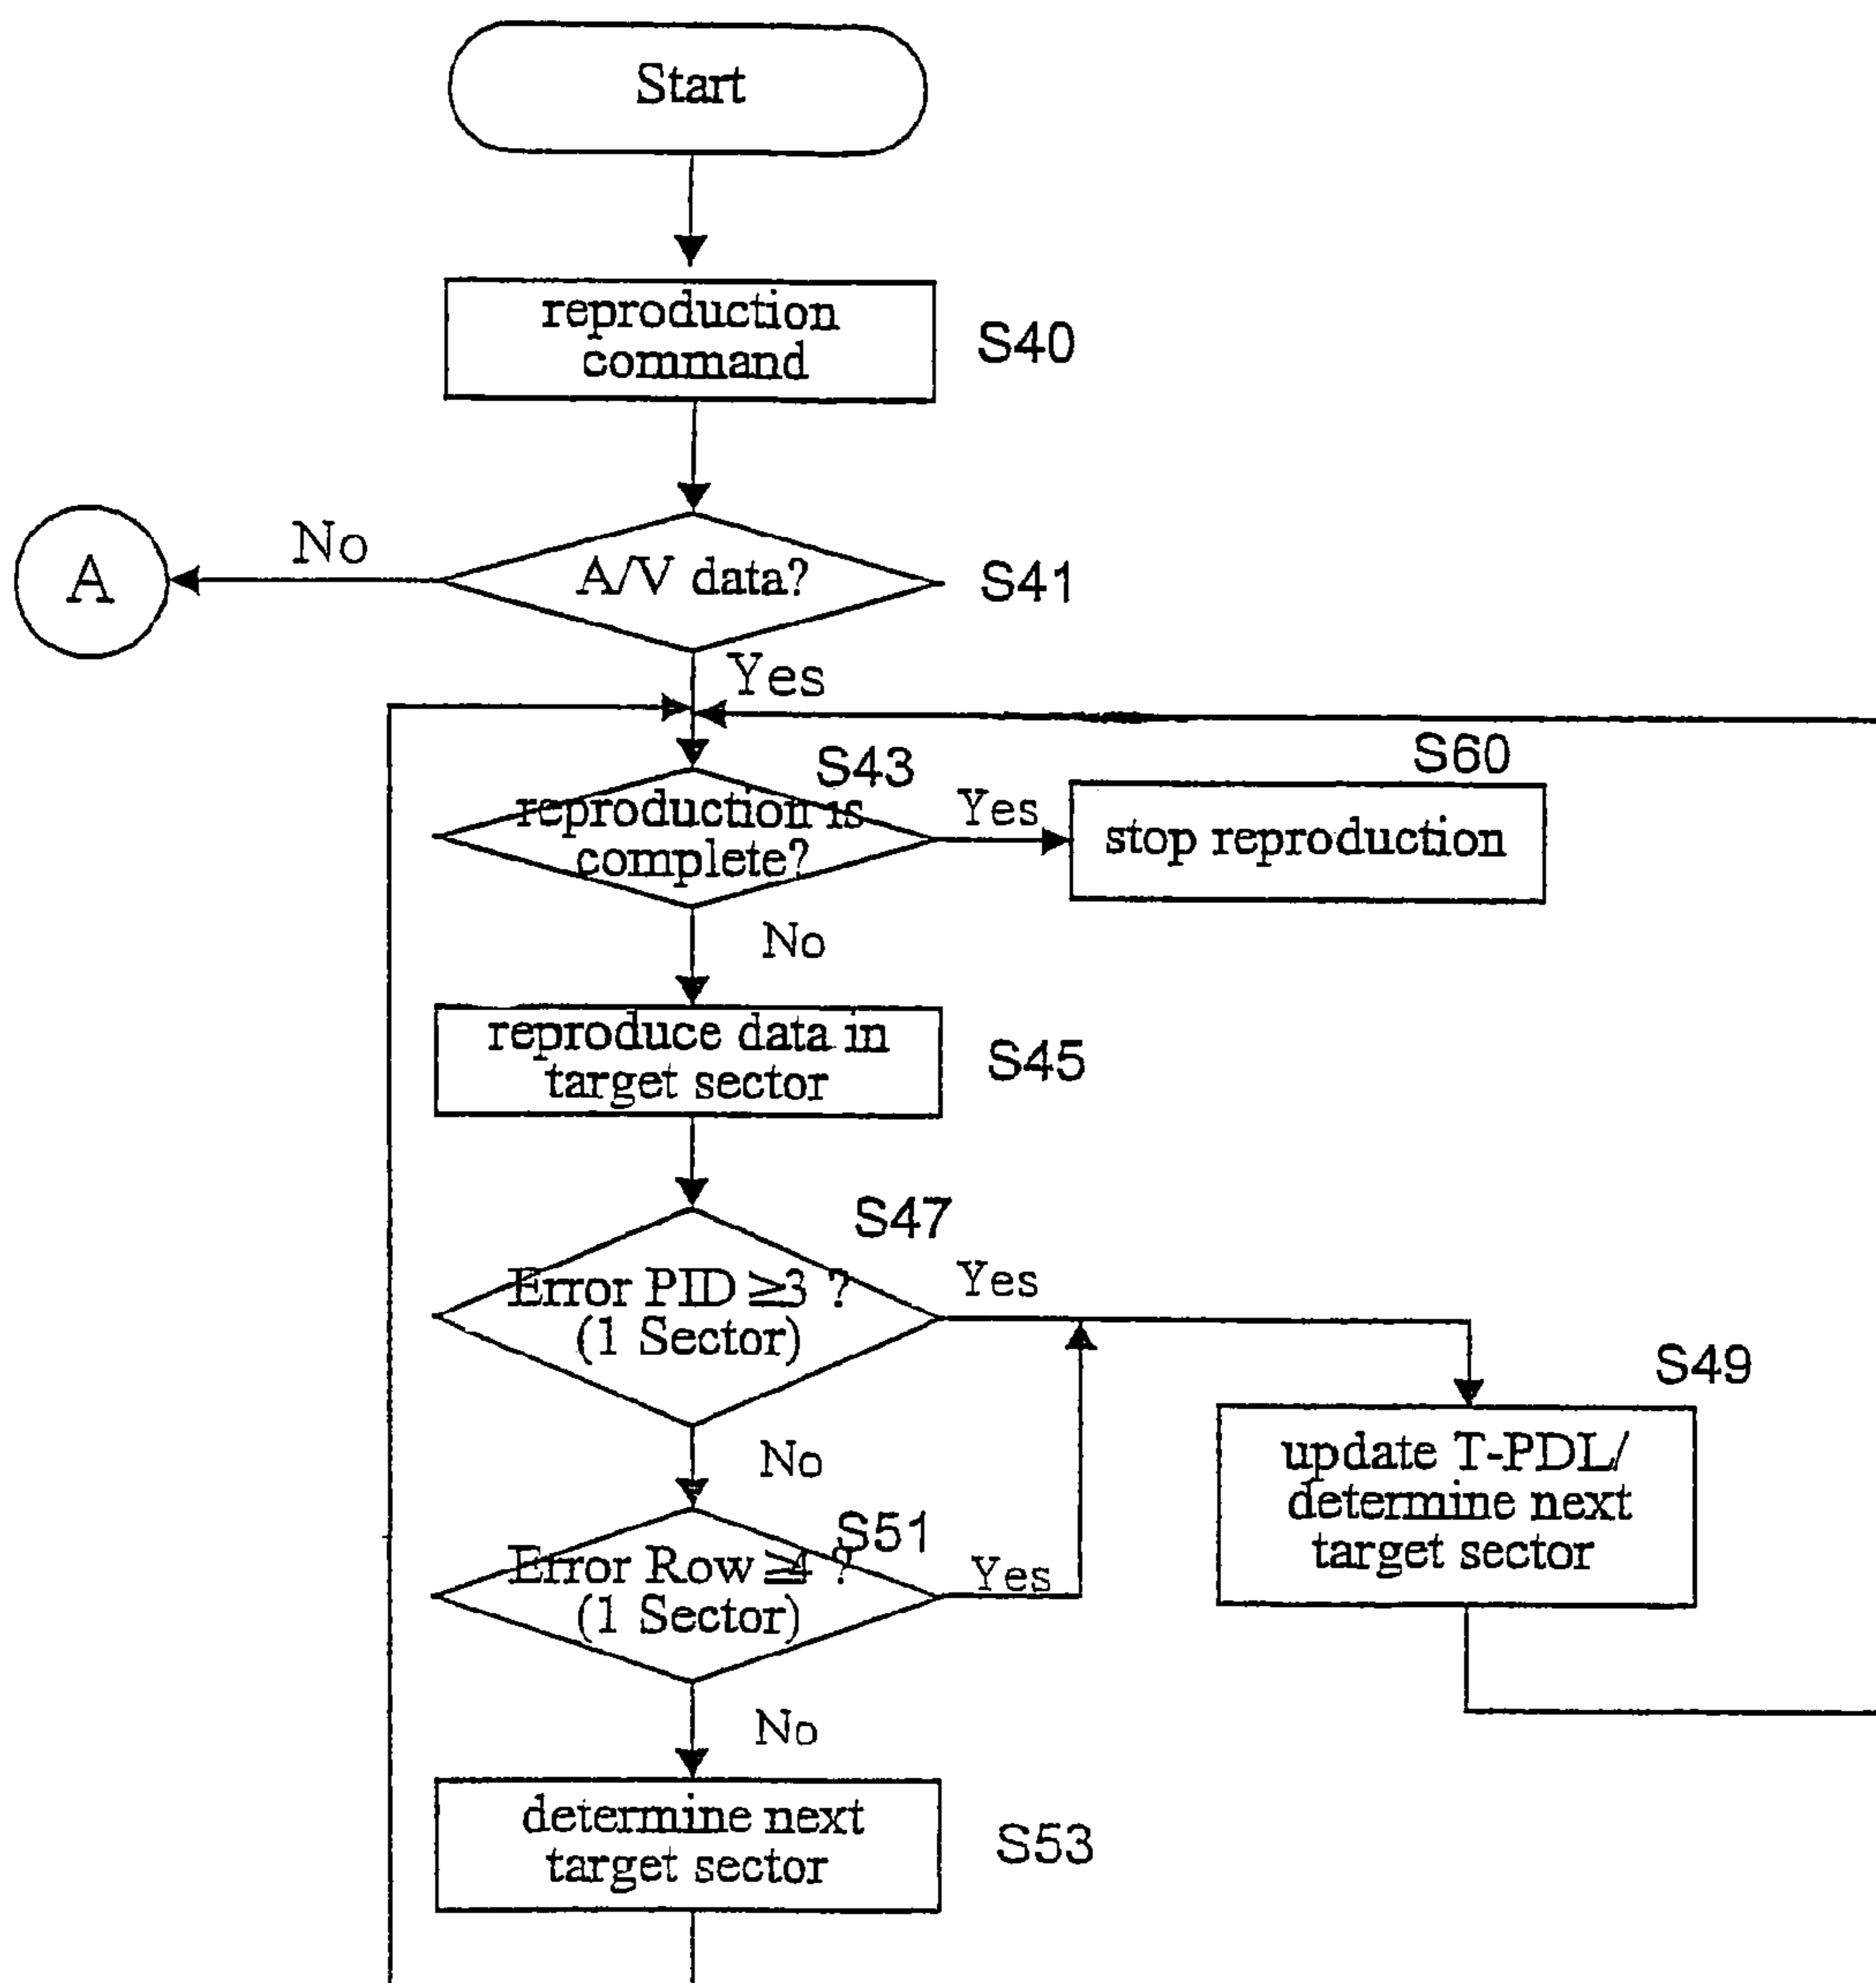 Start
reproduction
command
S40
No
A
A/V data?
S41
Yes
S43
S60
reproduction is
complete?
Yes
stop reproduction
No
reproduce data in
target sector
S45
S47
Error PID ≥3 ?
(1 Sector)
Yes
S49
update T-PDL/
determine next
target sector
No
S51
Error Row ≥4 ?
(1 Sector)
Yes
No
determine next
target sector
S53